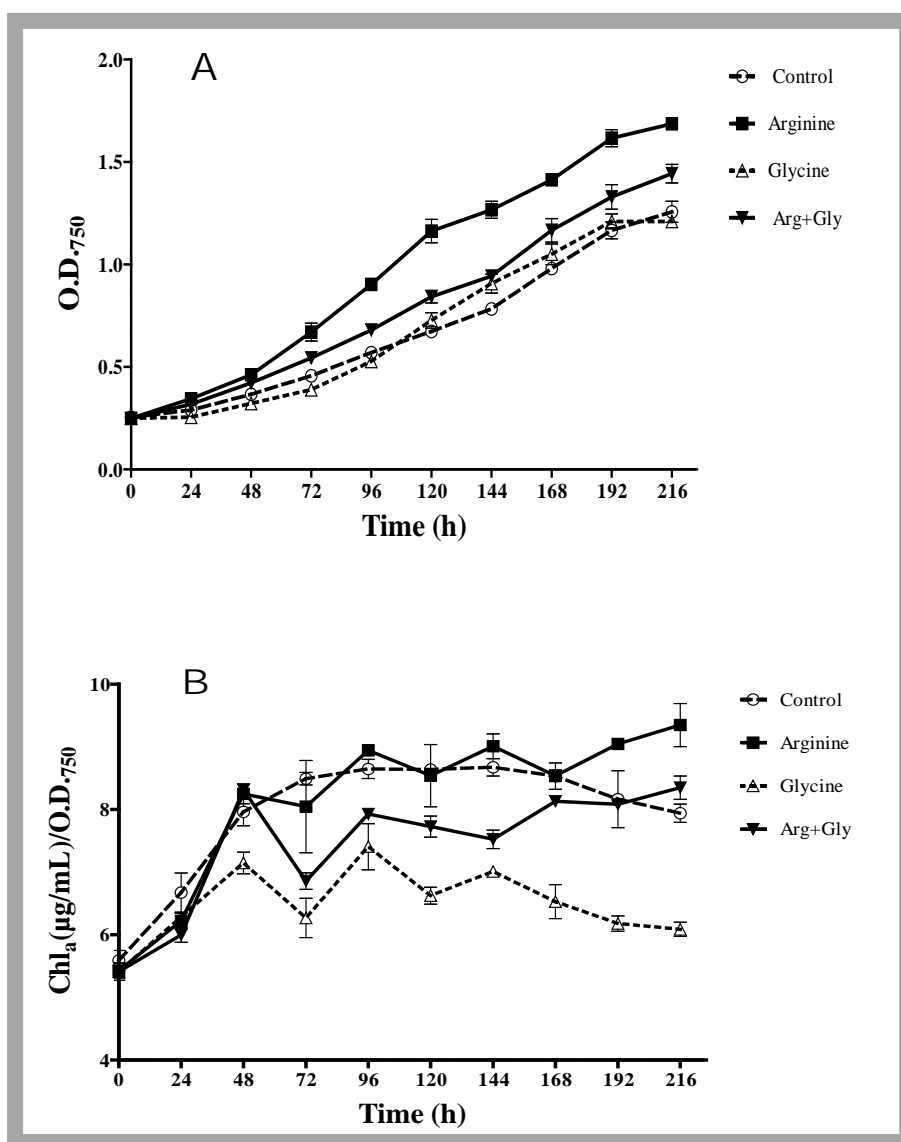 A
2.0
1.5
1.0
0.5
0.0
O.D.750
0 24 48 72 96 120 144 168 192 216
Time (h)
Control
Arginine
Glycine
Arg+Gly
B
10
8
6
4
Chla(µg/mL)/O.D.750
0 24 48 72 96 120 144 168 192 216
Time (h)
Control
Arginine
Glycine
Arg+Gly